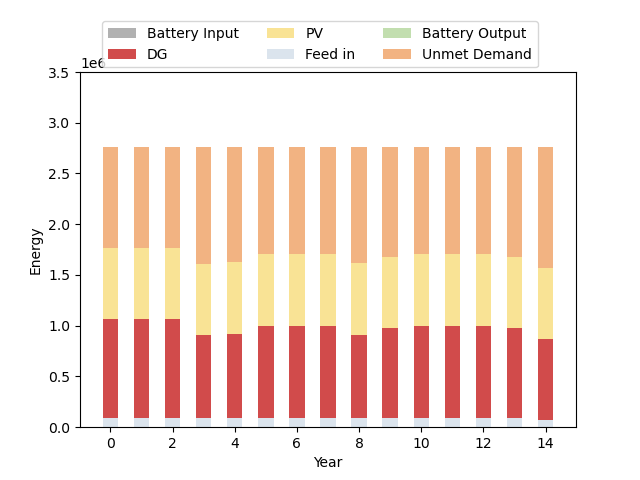 Battery Input PV Battery Output
DG Feed in Unmet Demand
1e6
3.5
3.0
2.5
2.0
1.5
1.0
0.5
0.0
Energy
0 2 4 6 8 10 12 14
Year